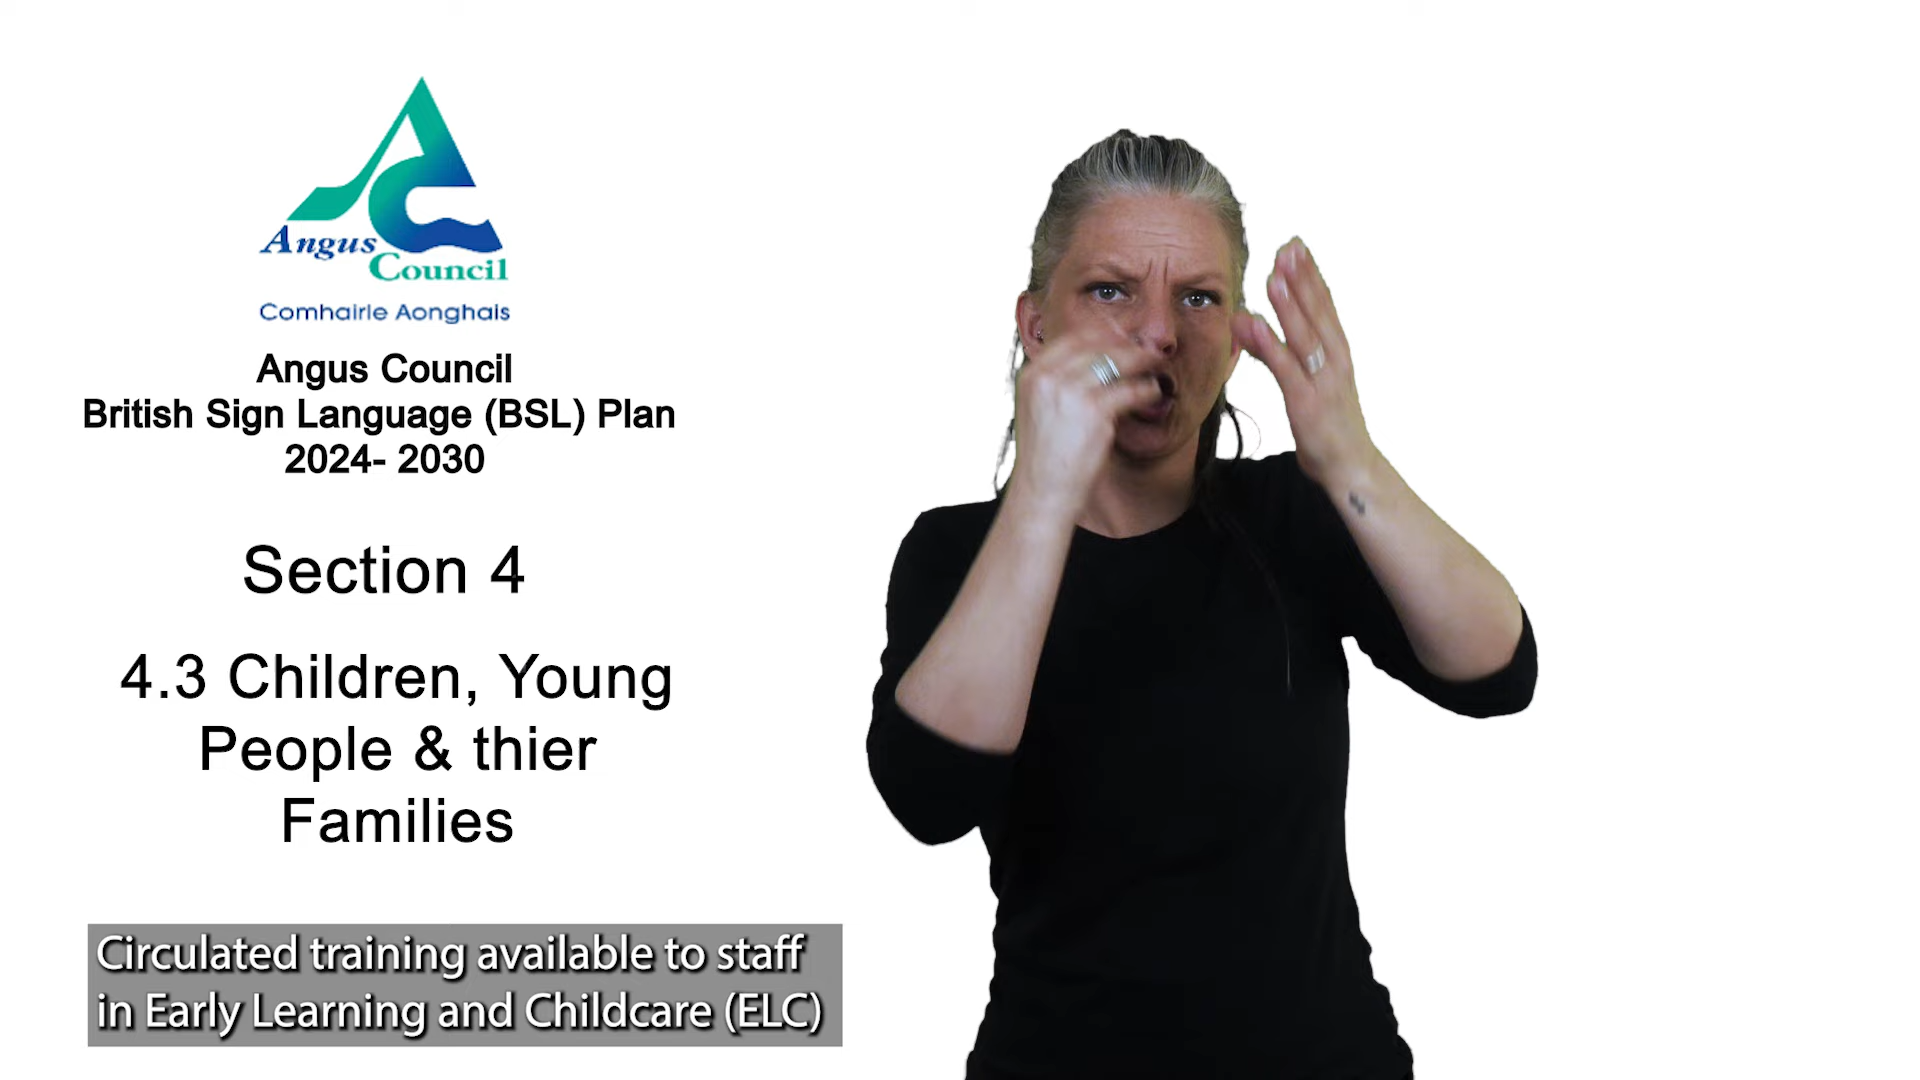 Angus
Council
Comhairle Aonghais
Angus Council
British Sign Language (BSL) Plan
2024- 2030
Section 4
4.3 Children, Young
People & thier
Families
Circulated training available to staff
in Early Learning and Childcare (ELC)